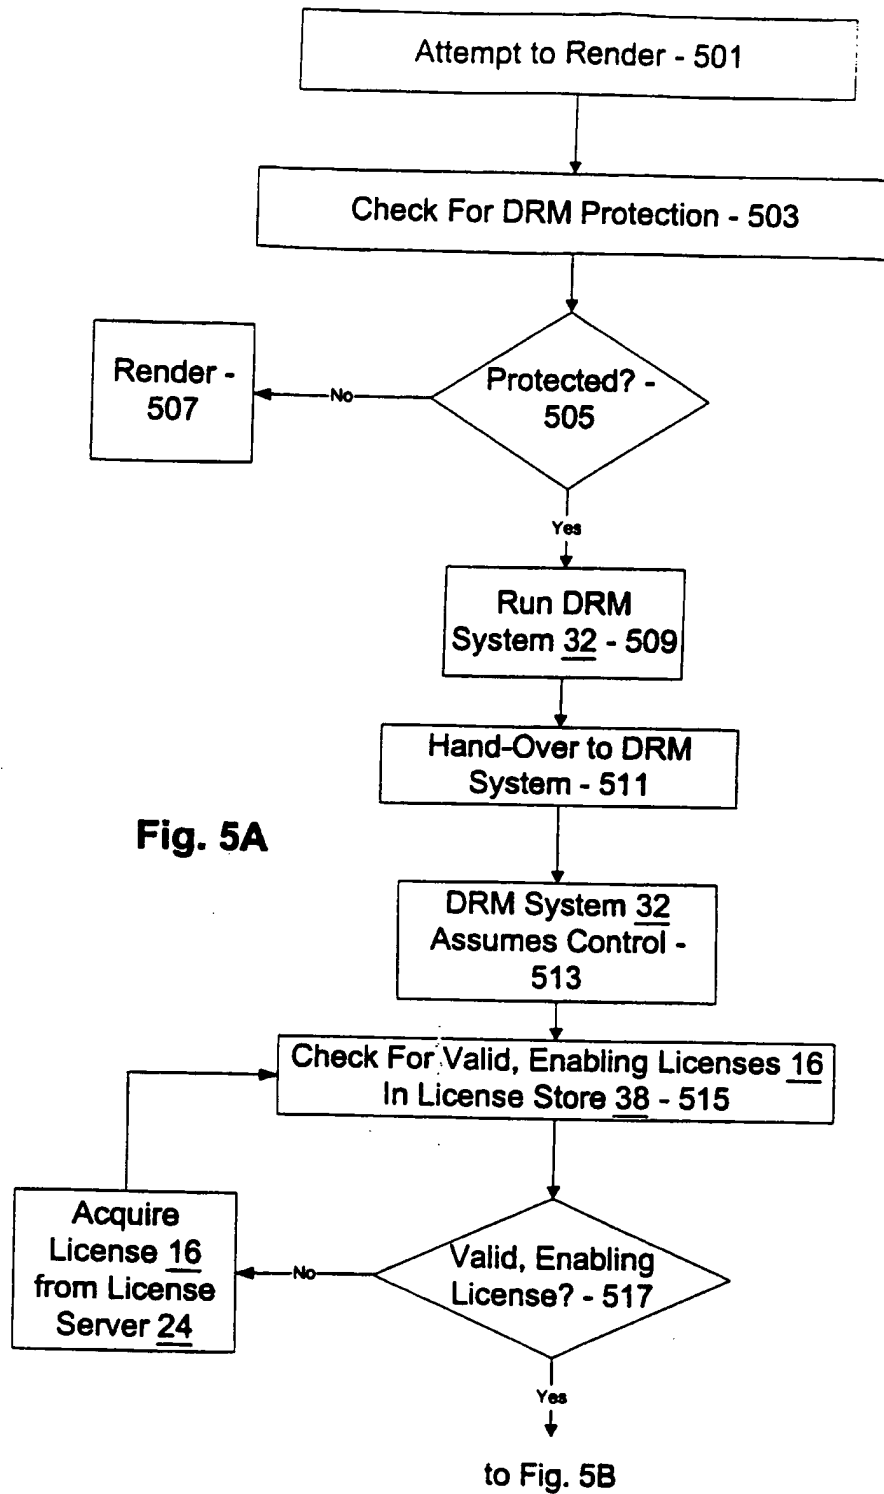 Attempt to Render - 501
Check For DRM Protection - 503
Protected? -
505
No
Render -
507
Yes
Run DRM
System 32 - 509
Hand-Over to DRM
System - 511
Fig. 5A
DRM System 32
Assumes Control -
513
Check For Valid, Enabling Licenses 16
In License Store 38 - 515
Valid, Enabling
License? - 517
No
Acquire
License 16
from License
Server 24
Yes
to Fig. 5B